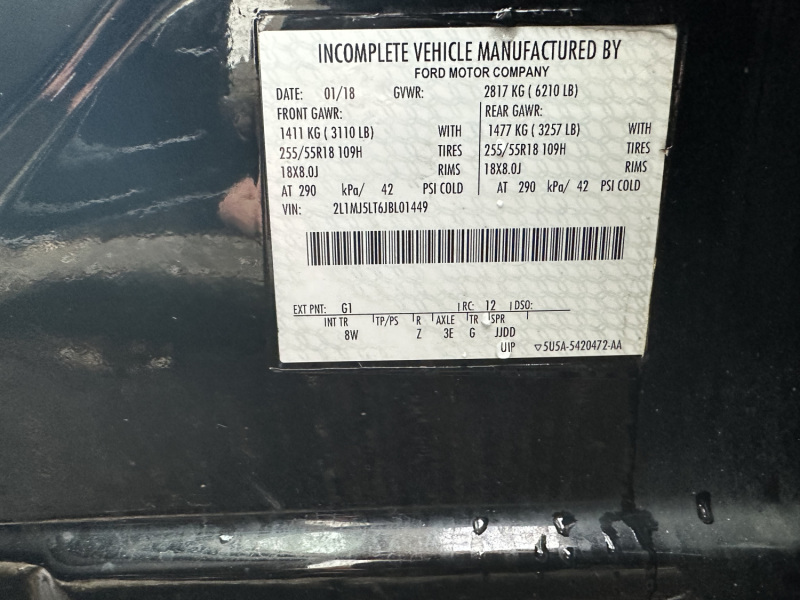 INCOMPLETE VEHICLE MANUFACTURED BY
FORD MOTOR COMPANY
DATE: 01/18 GVWR: 2817 KG ( 6210 LB)
FRONT GAWR: REAR GAWR:
1411 KG ( 3110 LB) WITH 1477 KG ( 3257 LB) WITH
255/55R18 109H TIRES 255/55R18 109H TIRES
18X8.0J RIMS 18X8.0J RIMS
AT 290 kPa/ 42 PSI COLD AT 290 kPa/ 42 PSI COLD
VIN: 2L1MJ5LT6JBL01449
EXT PNT: G1 RC: 12 DSO:
INT TR TP/PS R AXLE TR SPR
8W Z 3E G JJDD
UIP ▽5U5A-5420472-AA